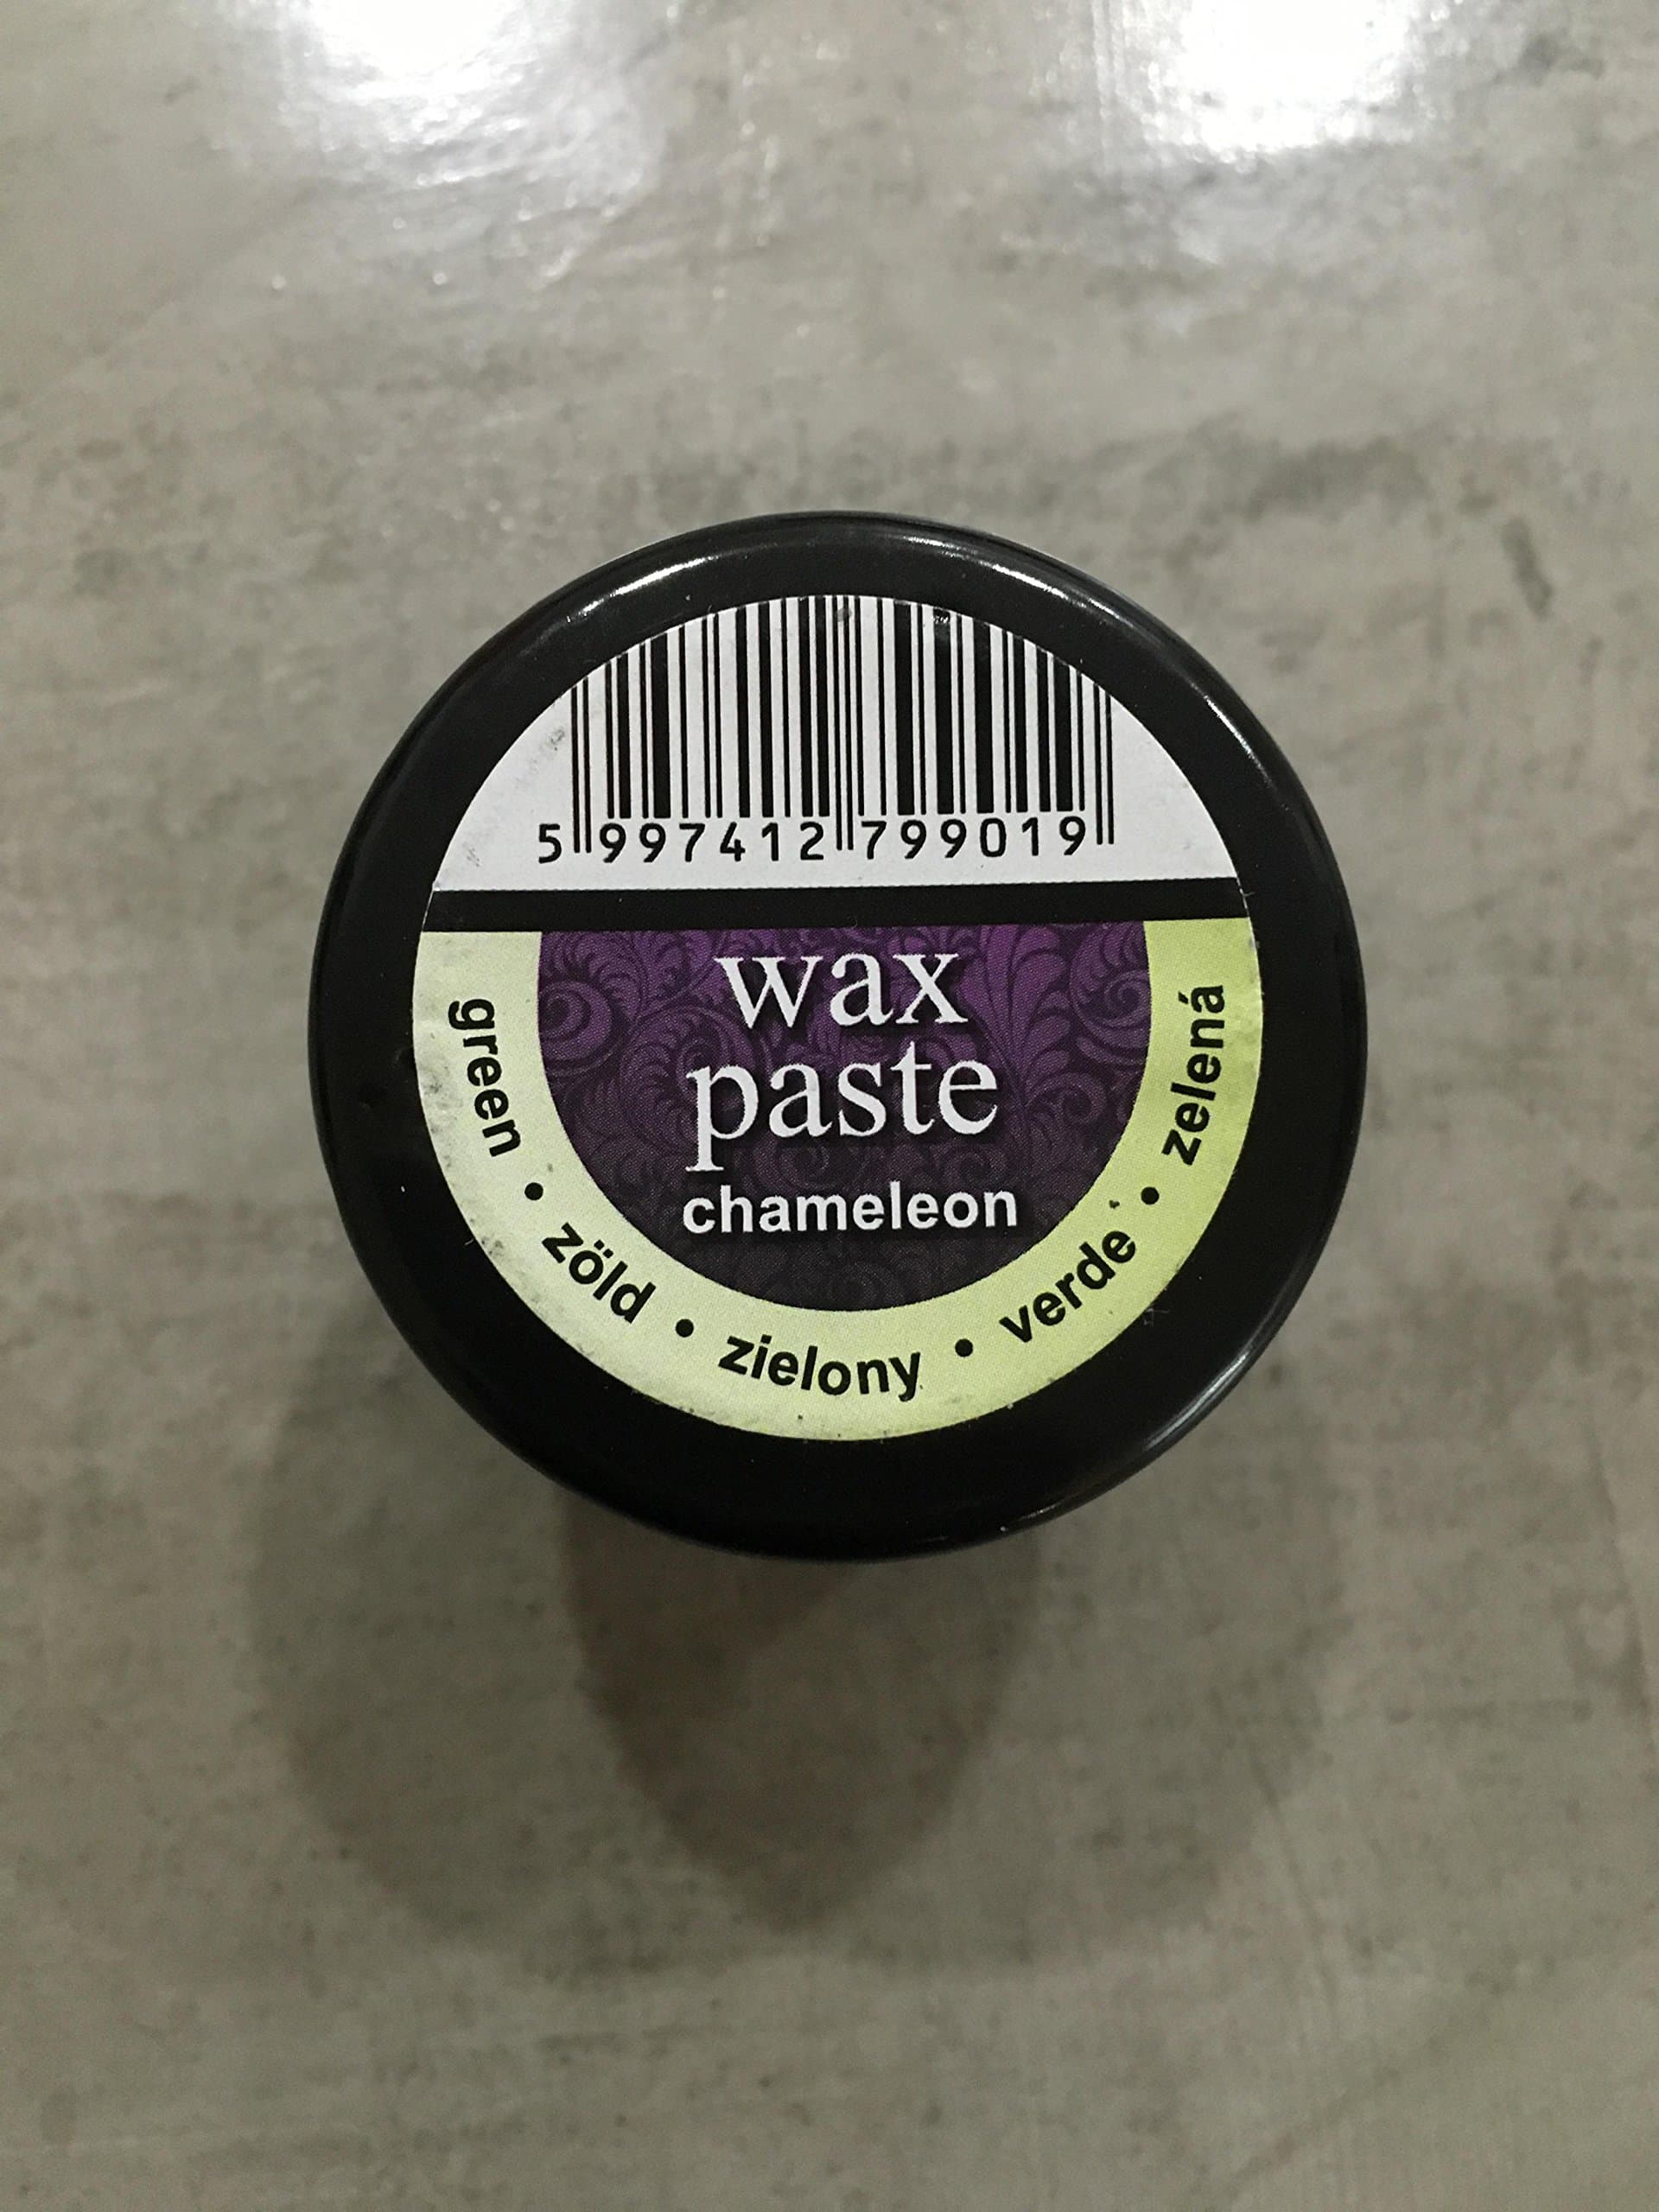 5 997412 799019
wax
paste
chameleon
green • zöld • zielony • verde • zelená